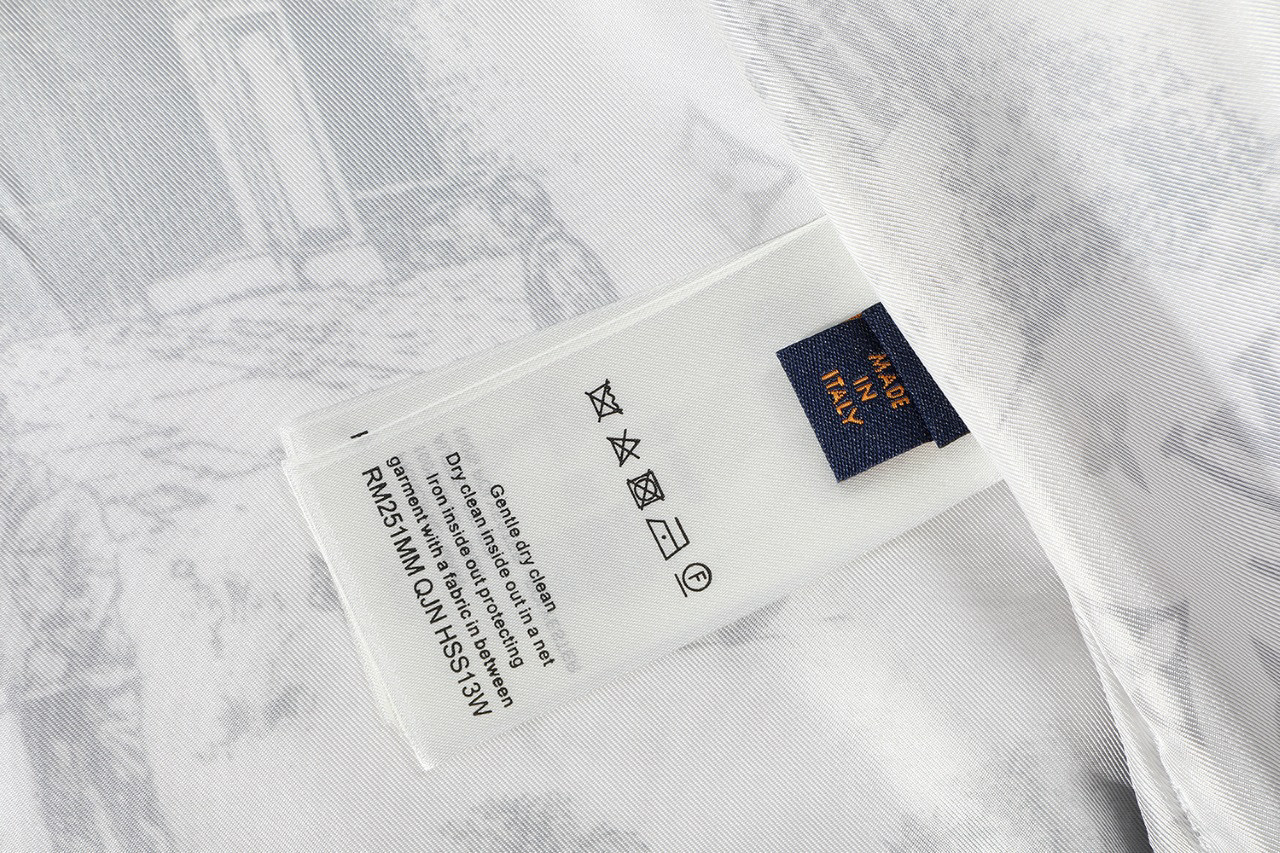 MADE
IN
ITALY
F
Gentle dry clean
Dry clean inside out in a net
Iron inside out protecting
garment with a fabric in between
RM251MM QJN HSS13W